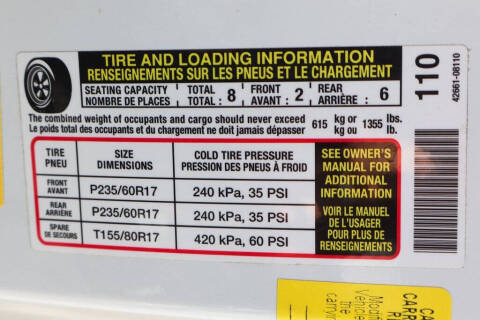 TIRE AND LOADING INFORMATION
RENSEIGNEMENTS SUR LES PNEUS ET LE CHARGEMENT
SEATING CAPACITY TOTAL FRONT REAR
NOMBRE DE PLACES TOTAL : 8 AVANT : 2 ARRIÈRE : 6
The combined weight of occupants and cargo should never exceed 615 kg or 1355 lbs.
Le poids total des occupants et du chargement ne doit jamais dépasser kg ou lb.
TIRE SIZE COLD TIRE PRESSURE
PNEU DIMENSIONS PRESSION DES PNEUS À FROID
FRONT
AVANT P235/60R17 240 kPa, 35 PSI
REAR
ARRIÈRE P235/60R17 240 kPa, 35 PSI
SPARE
DE SECOURS T155/80R17 420 kPa, 60 PSI
SEE OWNER'S
MANUAL FOR
ADDITIONAL
INFORMATION
VOIR LE MANUEL
DE L'USAGER
POUR PLUS DE
RENSEIGNEMENTS
110
42661-08110
CARR
Modif
Vehicle
the
carryin